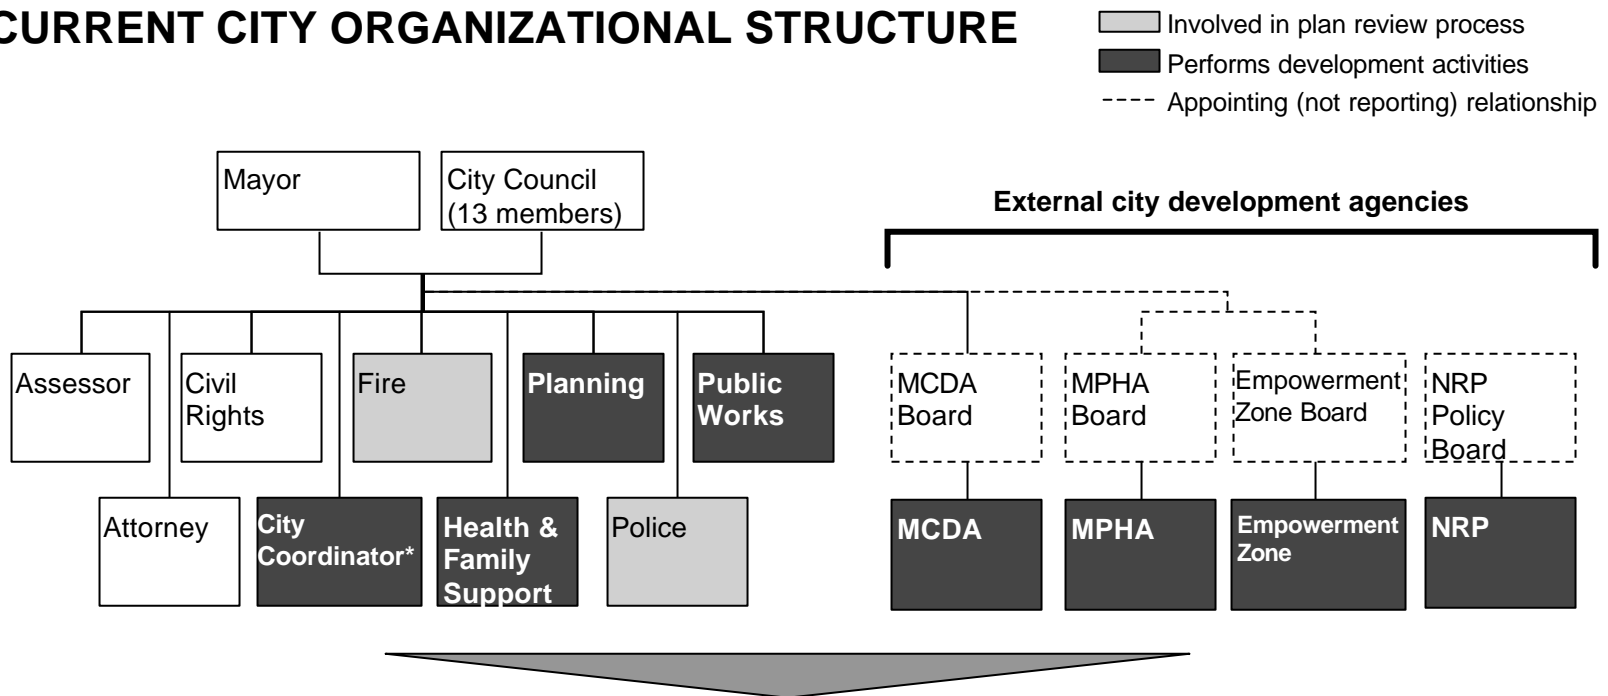 CURRENT CITY ORGANIZATIONAL STRUCTURE
Involved in plan review process
Performs development activities
Appointing (not reporting) relationship
Mayor
City Council
(13 members)
External city development agencies
Assessor
Civil
Rights
Fire
Planning
Public
Works
MCDA
Board
MPHA
Board
Empowerment
Zone Board
NRP
Policy
Board
Attorney
City
Coordinator*
Health &
Family
Support
Police
MCDA
MPHA
Empowerment
Zone
NRP